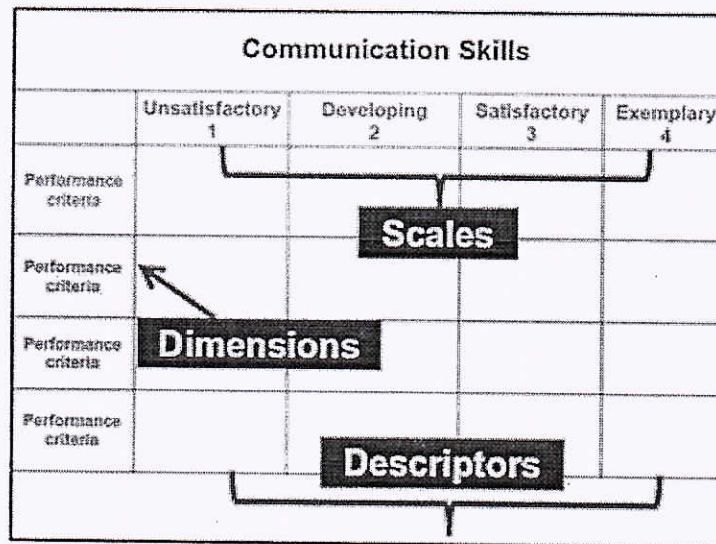 Communication Skills
Unsatisfactory Developing Satisfactory Exemplary
1 2 3 4
Performance
criteria
Scales
Performance
criteria
Dimensions
Performance
criteria
Performance
criteria
Descriptors